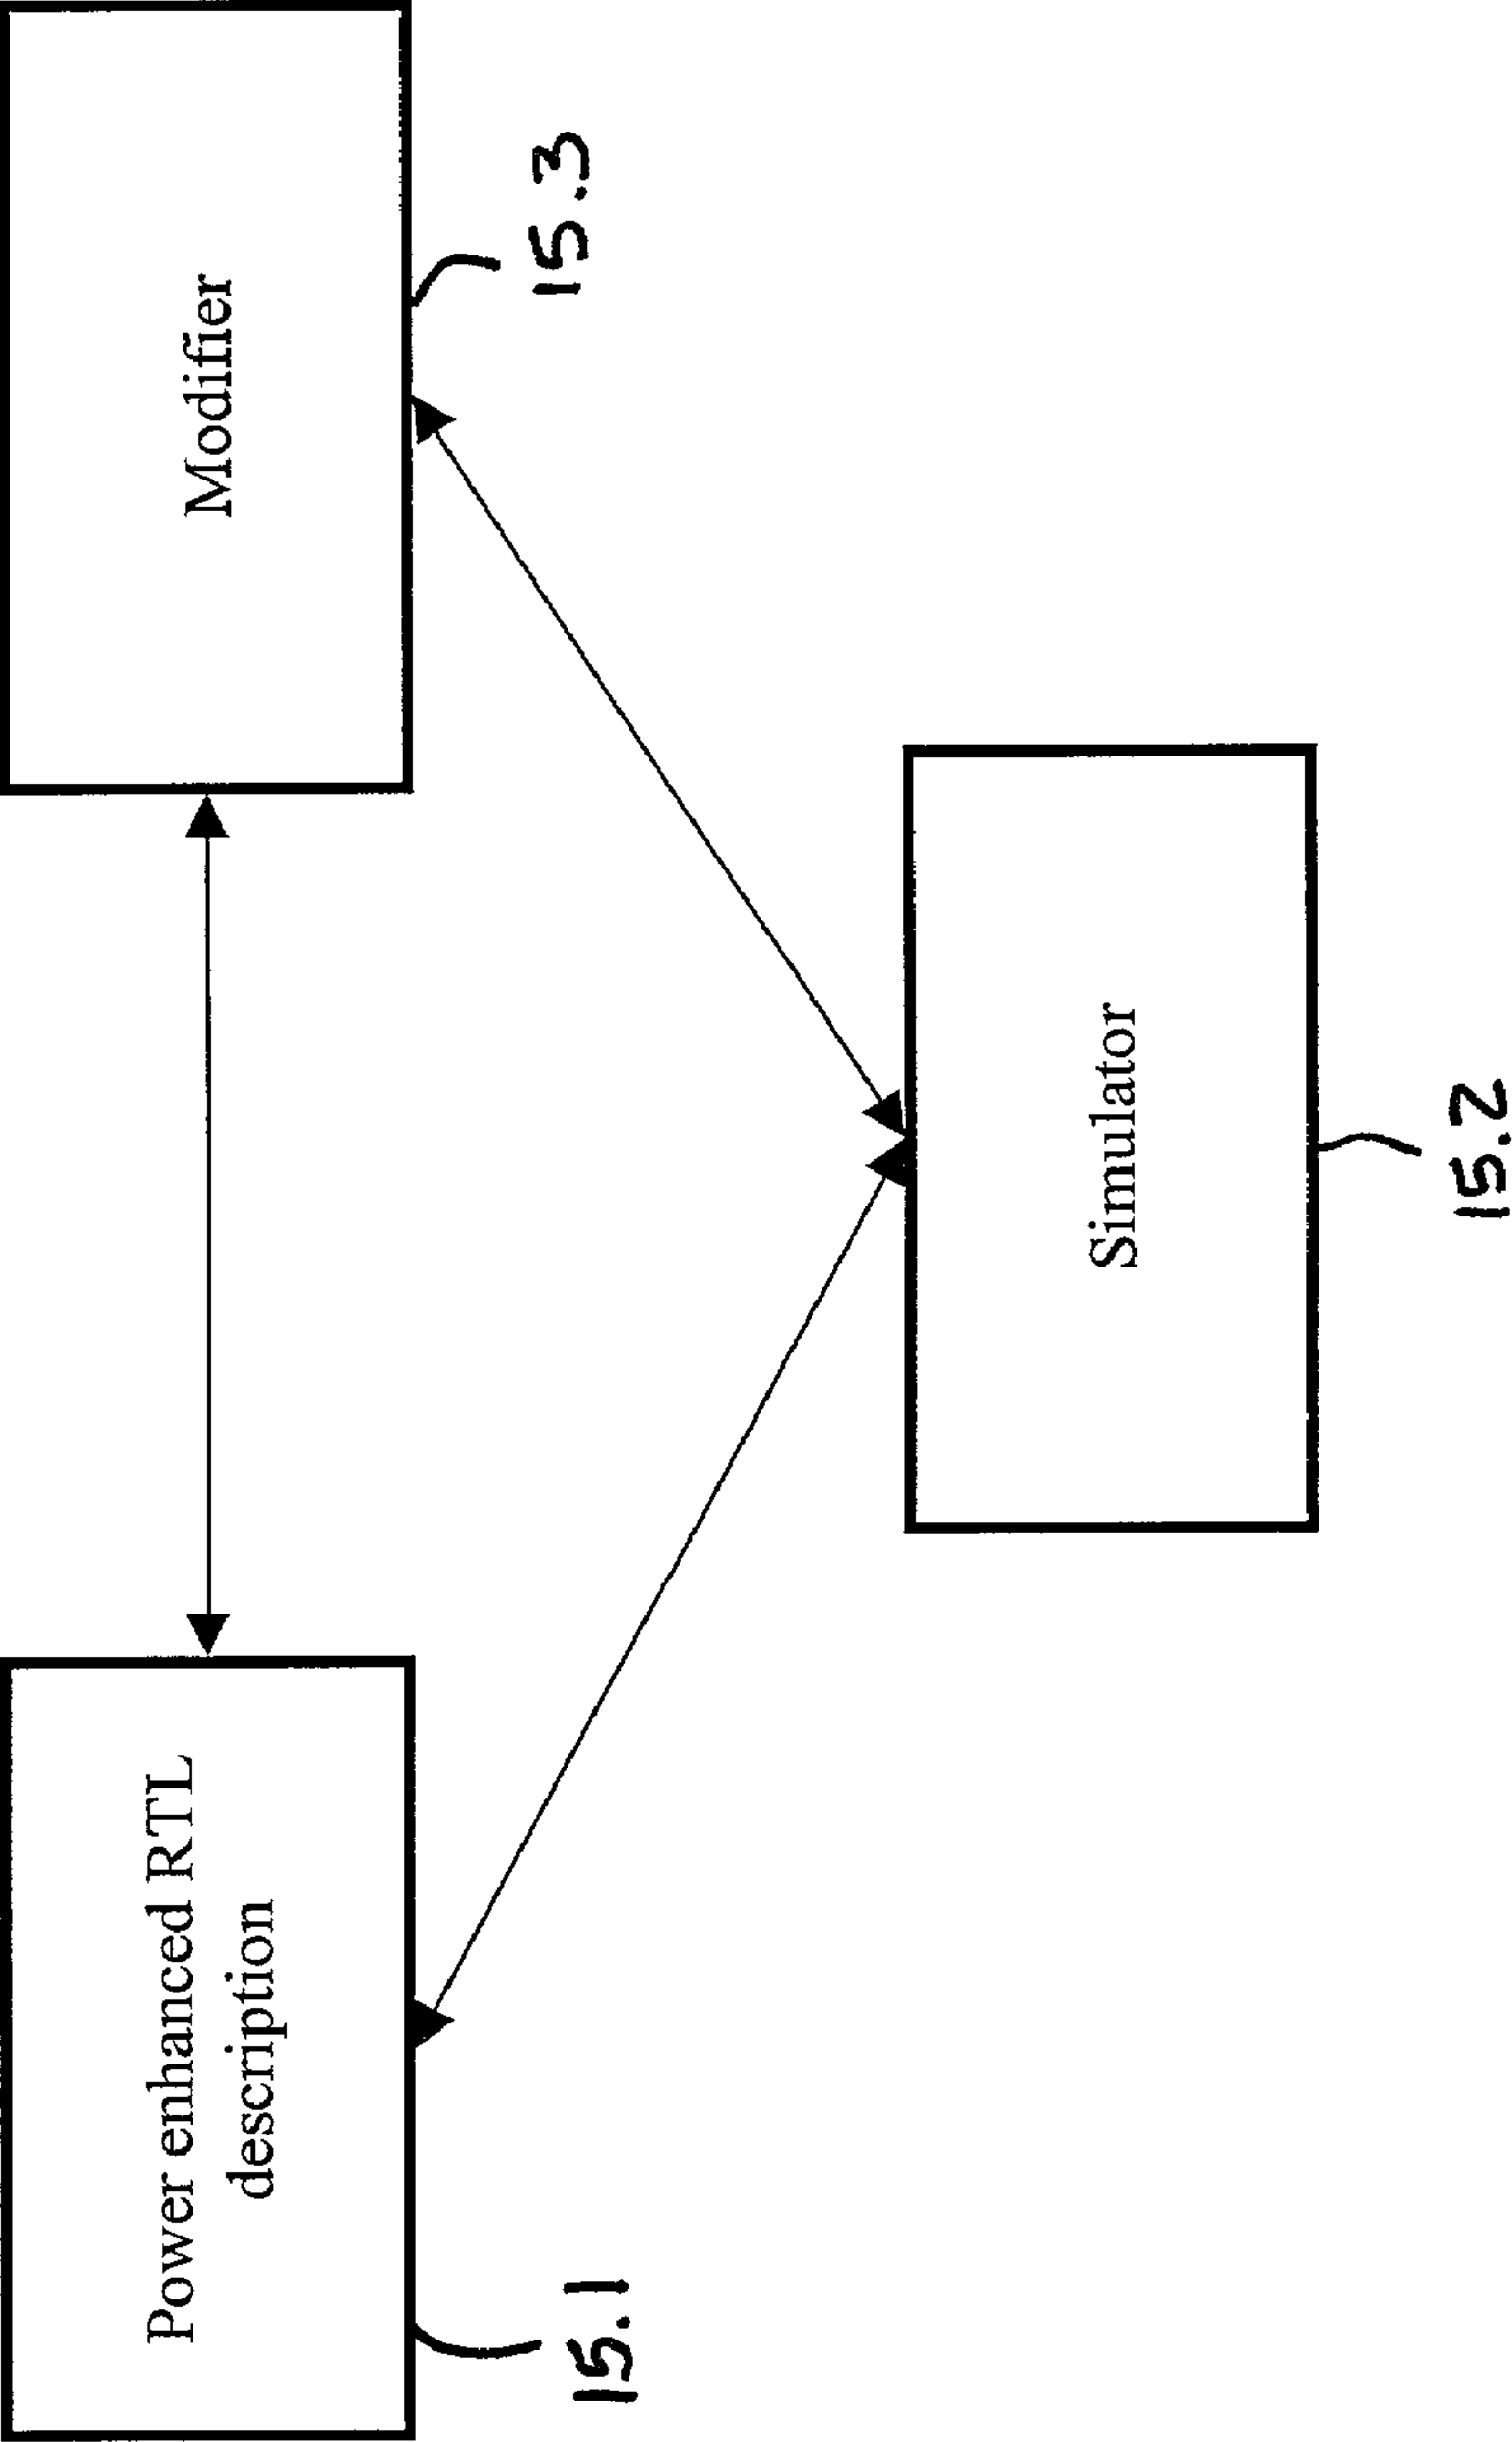 Power enhanced RTL
description
15.1
Modifier
15.3
Simulator
15.2